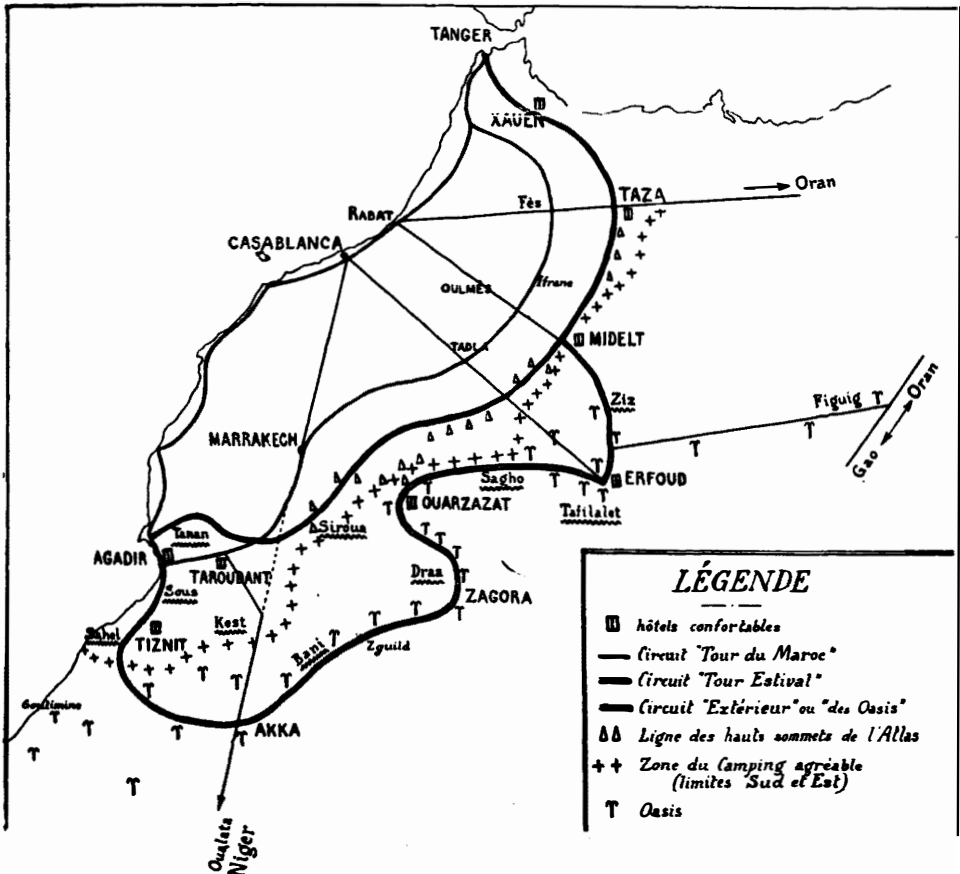 TANGER
XAUEN
TAZA
Oran
Fès
RABAT
CASABLANCA
OULMÈS
Ifrane
TADLA
MIDELT
Ziz
Figuig
Oran
Gao
MARRAKECH
ERFOUD
Sagho
Tafilalet
OUARZAZAT
Siroua
Taman
AGADIR
TAROUDANT
Sous
Draa
ZAGORA
Kest
Sahel
TIZNIT
Bani
Zguild
Goulimine
AKKA
Oualata
Niger
LÉGENDE
hôtels confortables
Circuit "Tour du Maroc"
Circuit "Tour Estival"
Circuit "Extérieur" ou "des Oasis"
Ligne des hauts sommets de l'Atlas
Zone du Camping agréable
(limites Sud et Est)
Oasis